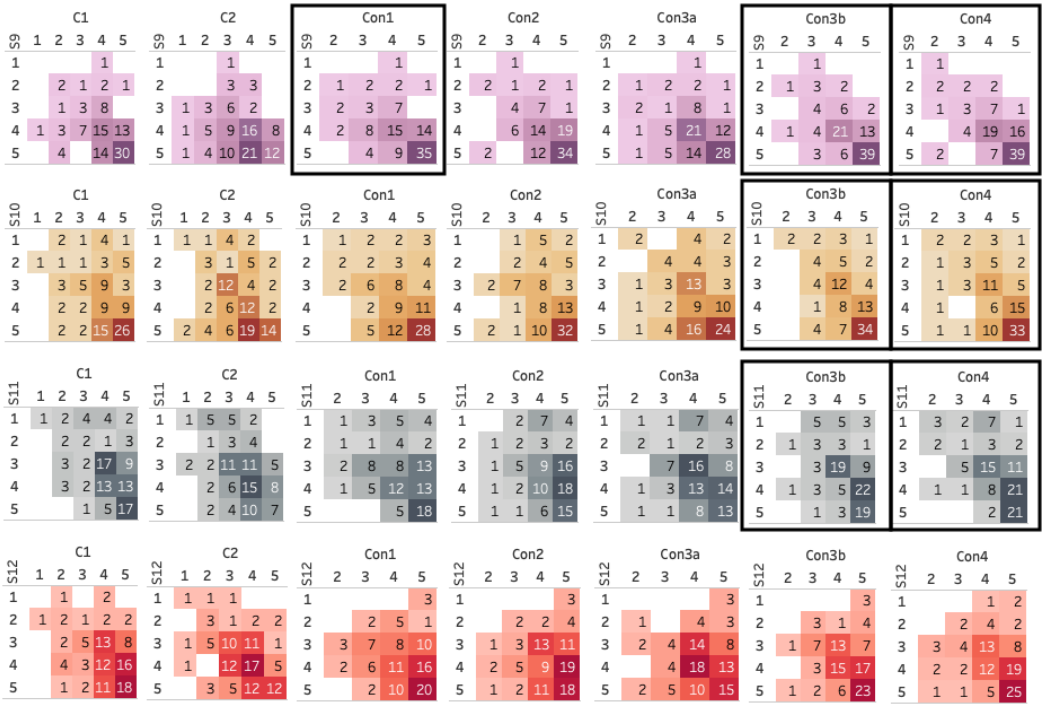 C1 C2 Con1 Con2 Con3a Con3b Con4
S9 1 2 3 4 5 S9 1 2 3 4 5 S9 2 3 4 5 S9 2 3 4 5 S9 2 3 4 5 S9 2 3 4 5 S9 2 3 4 5
1 1 1 1 1 1 1 1 1 1 1 1 1 1
2 2 1 2 1 2 3 3 2 1 2 2 1 2 2 1 1 1 2 1 2 2 1 2 1 3 2 2 2 2 2
3 1 3 8 3 1 3 6 2 3 2 3 7 3 4 7 1 3 2 1 8 1 3 4 6 2 3 1 3 7 1
4 1 3 7 15 13 4 1 5 9 16 8 4 2 8 15 14 4 6 14 19 4 1 5 21 12 4 1 4 21 13 4 4 19 16
5 4 14 30 5 1 4 10 21 12 5 4 9 35 5 2 12 34 5 1 5 14 28 5 3 6 39 5 2 7 39
C1 C2 Con1 Con2 Con3a Con3b Con4
S10 1 2 3 4 5 S10 1 2 3 4 5 S10 2 3 4 5 S10 2 3 4 5 S10 2 3 4 5 S10 2 3 4 5 S10 2 3 4 5
1 2 1 4 1 1 1 1 4 2 1 1 2 2 3 1 1 5 2 1 2 4 2 1 2 2 3 1 1 2 2 3 1
2 1 1 1 3 5 2 3 1 5 2 2 2 2 3 4 2 2 4 5 2 4 4 3 2 4 5 2 2 1 3 5 2
3 3 5 9 3 3 2 12 4 2 3 2 6 8 4 3 2 7 8 3 3 1 3 13 3 3 4 12 4 3 1 3 11 5
4 2 2 9 9 4 2 6 12 2 4 2 9 11 4 1 8 13 4 1 2 9 10 4 1 8 13 4 1 6 15
5 2 2 15 26 5 2 4 6 19 14 5 5 12 28 5 2 1 10 32 5 1 4 16 24 5 4 7 34 5 1 1 10 33
C1 C2 Con1 Con2 Con3a Con3b Con4
S11 1 2 3 4 5 S11 1 2 3 4 5 S11 2 3 4 5 S11 2 3 4 5 S11 2 3 4 5 S11 2 3 4 5 S11 2 3 4 5
1 1 2 4 4 2 1 1 5 5 2 1 1 3 5 4 1 2 7 4 1 1 1 7 4 1 5 5 3 1 3 2 7 1
2 2 2 1 3 2 1 3 4 2 1 1 4 2 2 1 2 3 2 2 2 1 2 3 2 1 3 3 1 2 2 1 3 2
3 3 2 17 9 3 2 2 11 11 5 3 2 8 8 13 3 1 5 9 16 3 7 16 8 3 3 19 9 3 5 15 11
4 3 2 13 13 4 2 6 15 8 4 1 5 12 13 4 1 2 10 18 4 1 3 13 14 4 1 3 5 22 4 1 1 8 21
5 1 5 17 5 2 4 10 7 5 5 18 5 1 1 6 15 5 1 1 8 13 5 1 3 19 5 2 21
C1 C2 Con1 Con2 Con3a Con3b Con4
S12 1 2 3 4 5 S12 1 2 3 4 5 S12 2 3 4 5 S12 2 3 4 5 S12 2 3 4 5 S12 2 3 4 5 S12 2 3 4 5
1 1 2 1 1 1 1 1 3 1 3 1 3 1 3 1 1 2
2 1 2 1 2 2 2 3 1 2 2 2 2 5 1 2 2 2 4 2 1 4 3 2 3 1 4 2 2 4 2
3 2 5 13 8 3 1 5 10 11 1 3 3 7 8 10 3 1 3 13 11 3 2 4 14 8 3 1 7 13 7 3 3 4 13 8
4 4 3 12 16 4 1 12 17 5 4 2 6 11 16 4 2 5 9 19 4 4 18 13 4 3 15 17 4 2 2 12 19
5 1 2 11 18 5 3 5 12 12 5 2 10 20 5 1 2 11 18 5 2 5 10 15 5 1 2 6 23 5 1 1 5 25